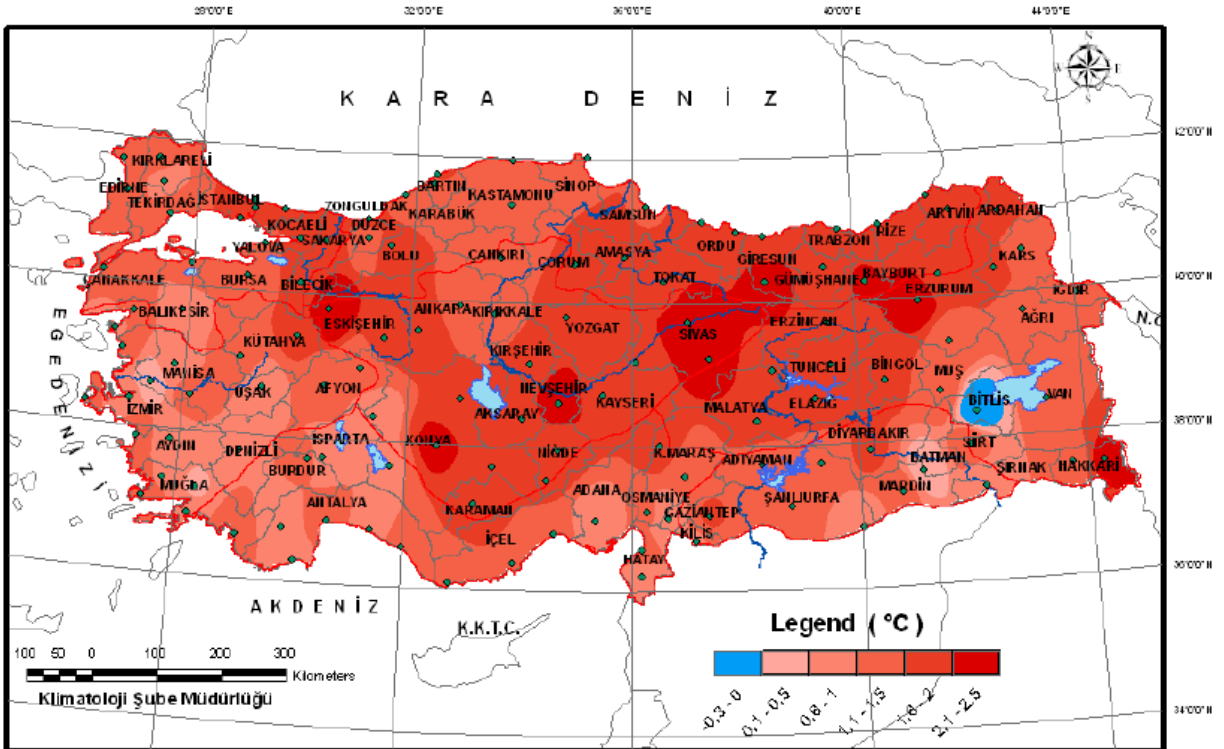 28°0'0"E 32°0'0"E 36°0'0"E 40°0'0"E 44°0'0"E
K A R A D E N İ Z
N
W E
S
42°0'0"N
40°0'0"N
38°0'0"N
36°0'0"N
34°0'0"N
KIRKLARELİ
EDİRNE
TEKİRDAĞ
İSTANBUL
KOCAELİ
SAKARYA
YALOVA
ZONGULDAK
DÜZCE
BARTIN
KARABÜK
KASTAMONU
SİNOP
SAMSUN
ORDU
GİRESUN
TRABZON
RİZE
ARTVİN
ARDAHAN
KARS
ÇANAKKALE
BURSA
BİLECİK
BOLU
ÇANKIRI
ÇORUM
AMASYA
TOKAT
GÜMÜŞHANE
BAYBURT
ERZURUM
IĞDIR
BALIKESİR
ESKİŞEHİR
ANKARA
KIRIKKALE
YOZGAT
SİVAS
ERZİNCAN
AĞRI
N.C
KÜTAHYA
KIRŞEHİR
MANİSA
UŞAK
AFYON
NEVŞEHİR
KAYSERİ
TUNCELİ
BİNGÖL
MUŞ
BİTLİS
VAN
İZMİR
AKSARAY
MALATYA
ELAZIĞ
AYDIN
DENİZLİ
ISPARTA
BURDUR
KONYA
NİĞDE
K.MARAŞ
ADIYAMAN
DİYARBAKIR
BATMAN
SİİRT
ŞIRNAK
HAKKARİ
MUĞLA
ANTALYA
KARAMAN
İÇEL
ADANA
OSMANİYE
GAZİANTEP
KİLİS
ŞANLIURFA
MARDİN
HATAY
E G E D E N İ Z İ
A K D E N İ Z
K.K.T.C.
100 50 0 100 200 300
Kilometers
Klimatoloji Şube Müdürlüğü
Legend ( °C )
-0,3 - 0
0,1 - 0,5
0,6 - 1
1,1 - 1,5
1,6 - 2
2,1 - 2,5